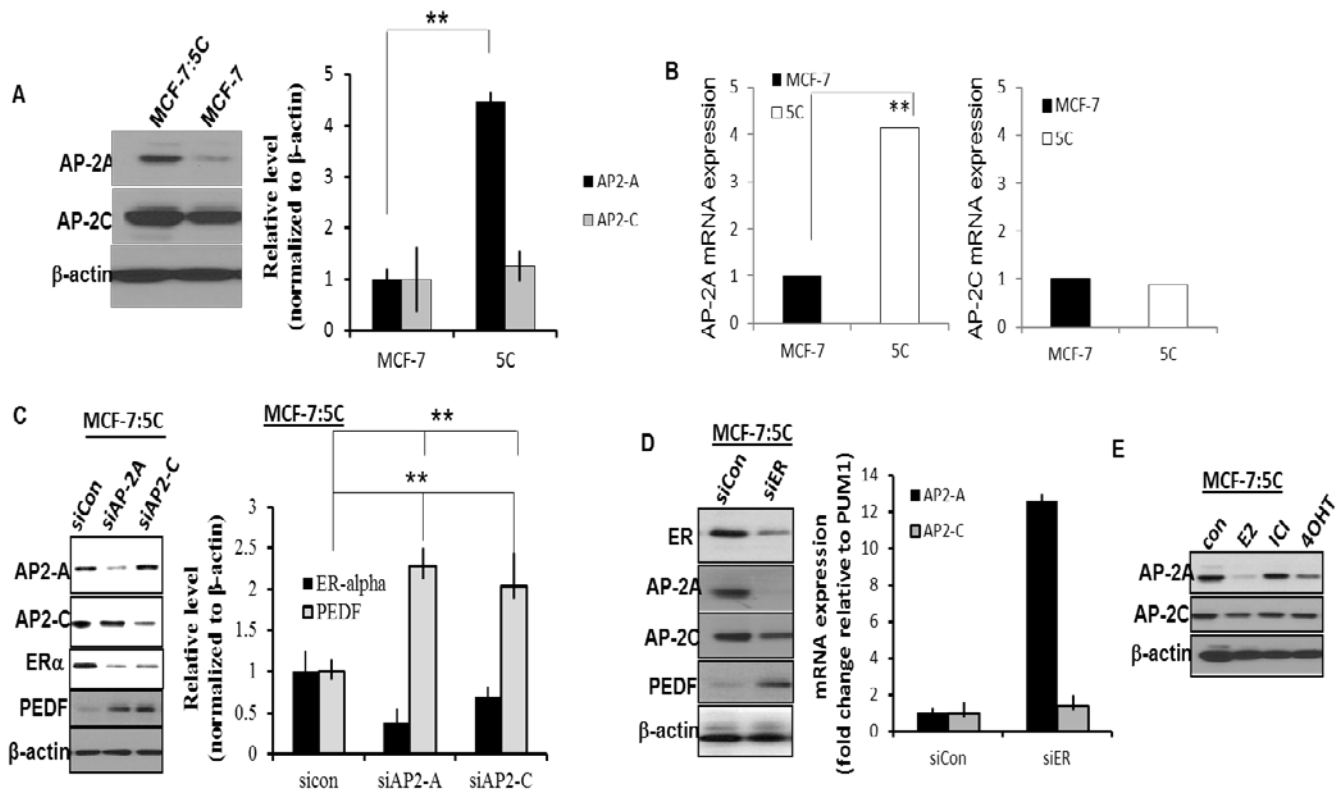 A
MCF-7:5C
MCF-7
AP-2A
AP-2C
β-actin
Relative level
(normalized to β-actin)
5
4
3
2
1
0
**
MCF-7
5C
AP2-A
AP2-C
B
AP-2A mRNA expression
5
4
3
2
1
0
MCF-7
5C
**
MCF-7
5C
AP-2C mRNA expression
5
4
3
2
1
0
MCF-7
5C
MCF-7
5C
C
MCF-7:5C
siCon
siAP-2A
siAP2-C
AP2-A
AP2-C
ERα
PEDF
β-actin
MCF-7:5C
**
**
Relative level
(normalized to β-actin)
3
2.5
2
1.5
1
0.5
0
ER-alpha
PEDF
sicon
siAP2-A
siAP2-C
D
MCF-7:5C
siCon
siER
ER
AP-2A
AP-2C
PEDF
β-actin
mRNA expression
(fold change relative to PUM1)
14
12
10
8
6
4
2
0
AP2-A
AP2-C
siCon
siER
E
MCF-7:5C
con
E2
ICI
4OHT
AP-2A
AP-2C
β-actin